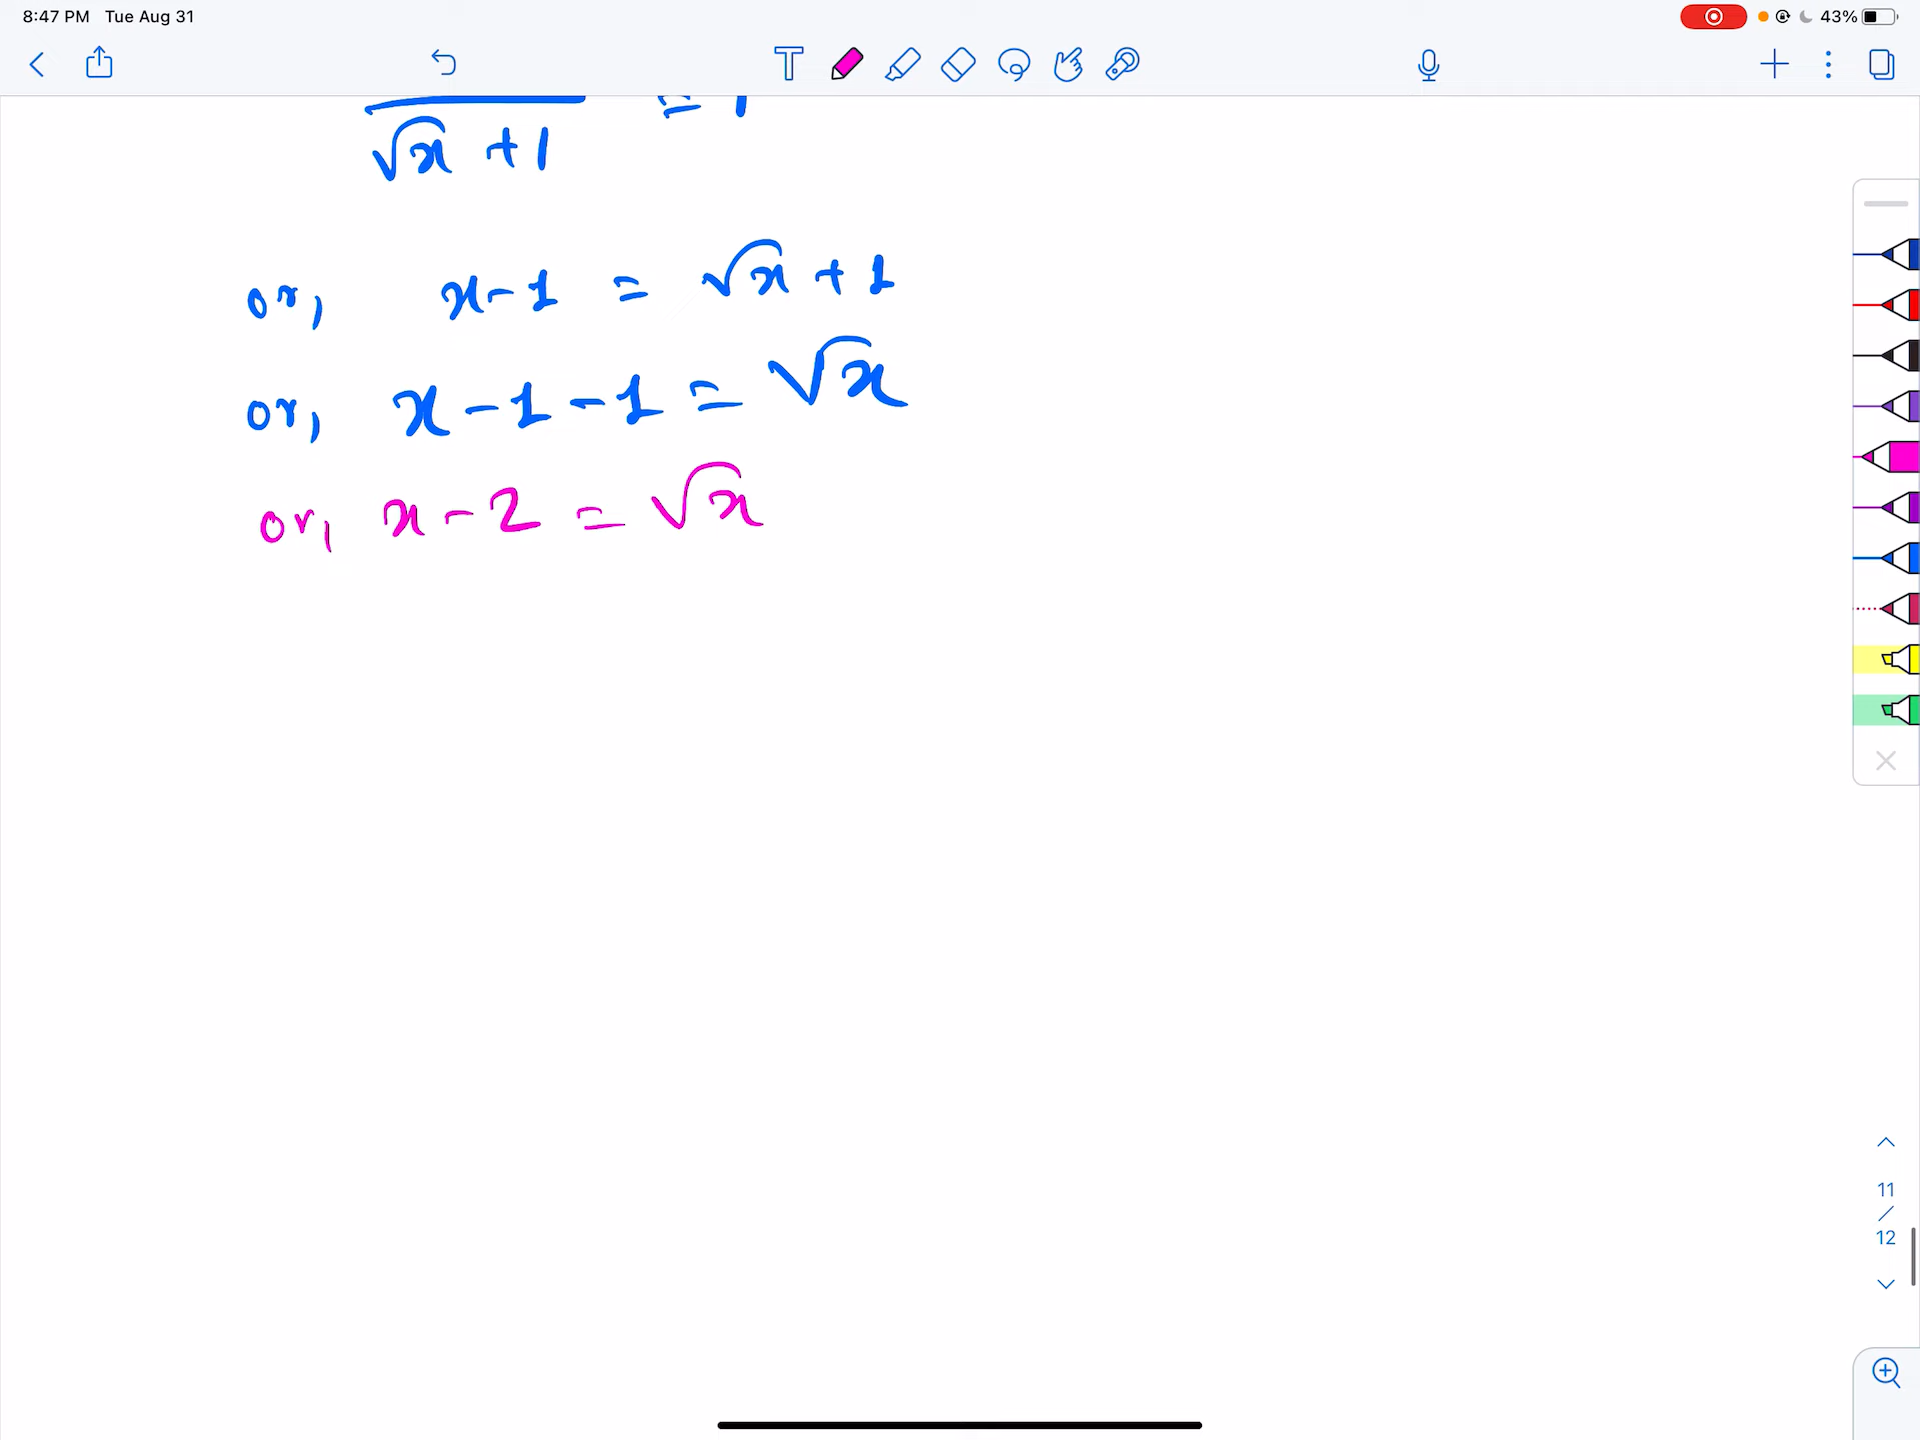 8:47 PM Tue Aug 31 43%
√x + 1
or, x - 1 = √x + 1
or, x - 1 - 1 = √x
or, x - 2 = √x
11
/
12